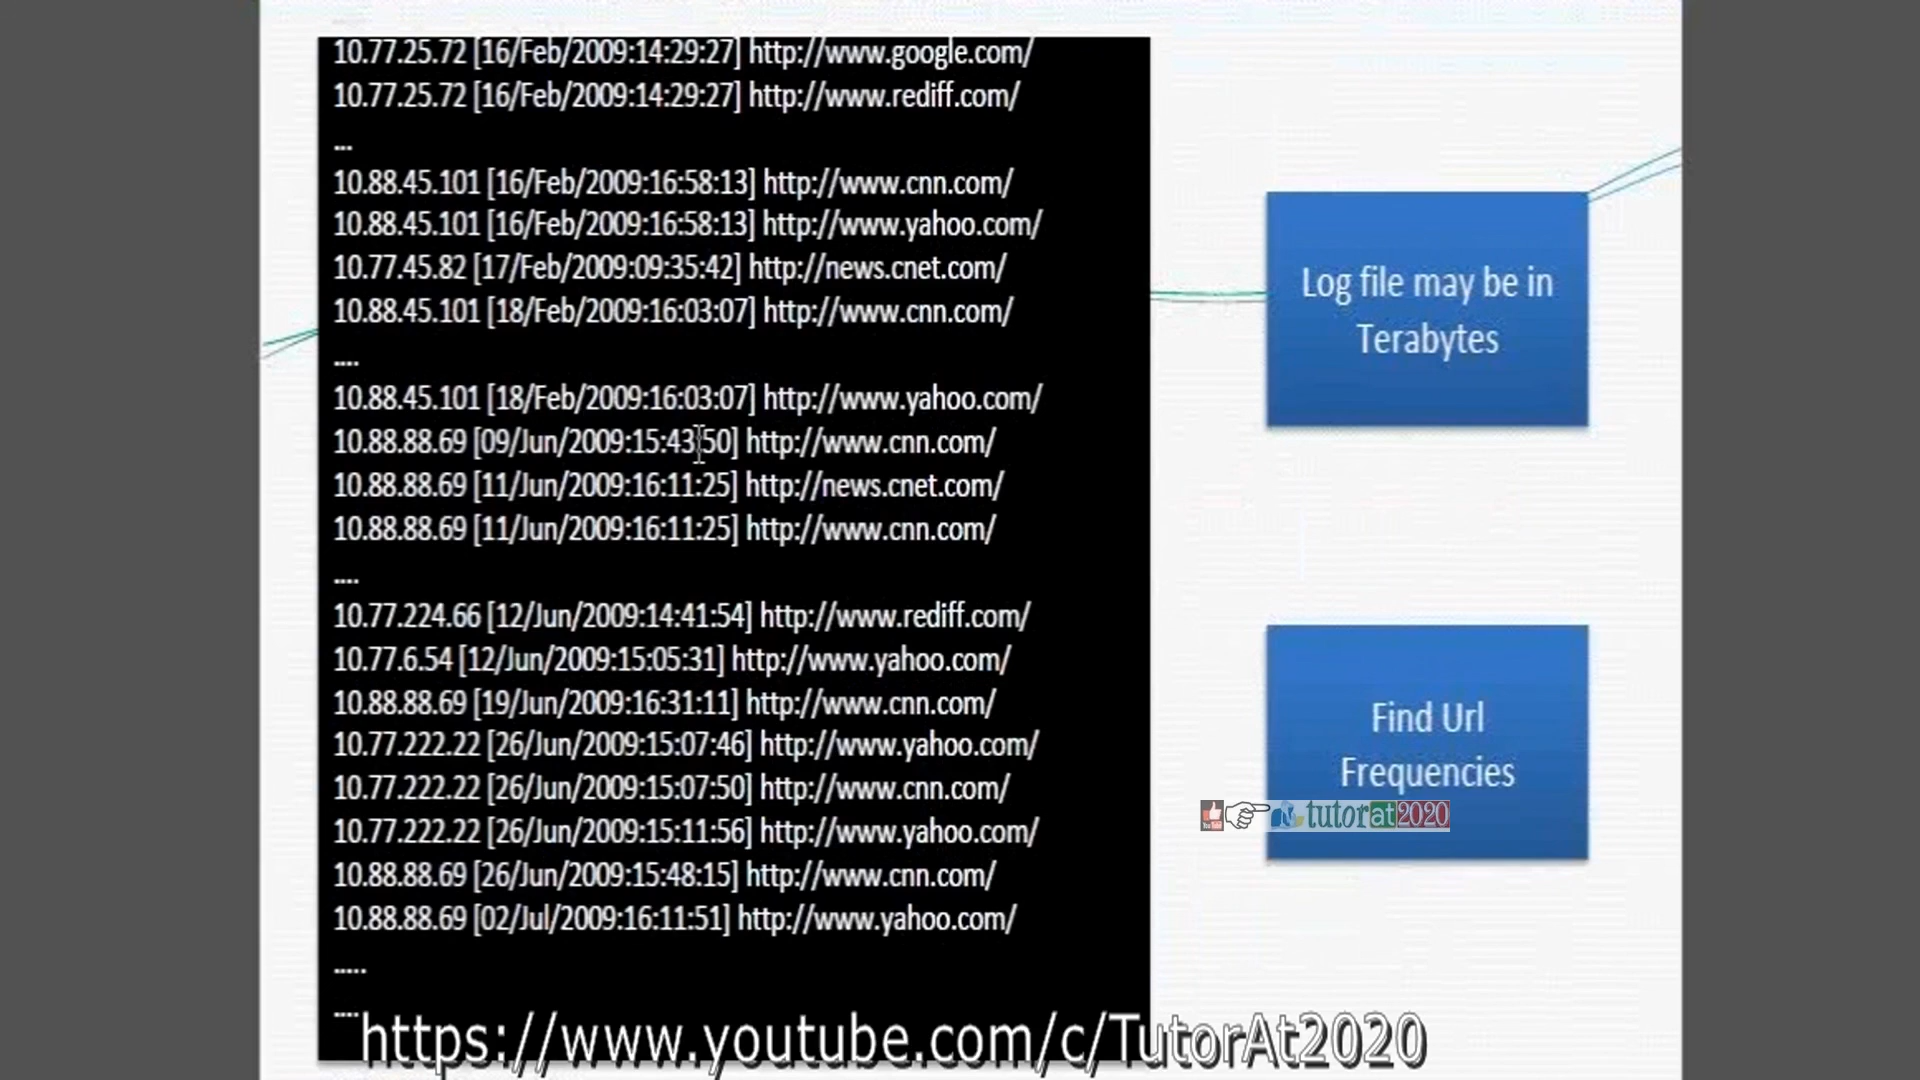 10.77.25.72 [16/Feb/2009:14:29:27] http://www.google.com/
10.77.25.72 [16/Feb/2009:14:29:27] http://www.rediff.com/
...
10.88.45.101 [16/Feb/2009:16:58:13] http://www.cnn.com/
10.88.45.101 [16/Feb/2009:16:58:13] http://www.yahoo.com/
10.77.45.82 [17/Feb/2009:09:35:42] http://news.cnet.com/
10.88.45.101 [18/Feb/2009:16:03:07] http://www.cnn.com/
....
10.88.45.101 [18/Feb/2009:16:03:07] http://www.yahoo.com/
10.88.88.69 [09/Jun/2009:15:43:50] http://www.cnn.com/
10.88.88.69 [11/Jun/2009:16:11:25] http://news.cnet.com/
10.88.88.69 [11/Jun/2009:16:11:25] http://www.cnn.com/
....
10.77.224.66 [12/Jun/2009:14:41:54] http://www.rediff.com/
10.77.6.54 [12/Jun/2009:15:05:31] http://www.yahoo.com/
10.88.88.69 [19/Jun/2009:16:31:11] http://www.cnn.com/
10.77.222.22 [26/Jun/2009:15:07:46] http://www.yahoo.com/
10.77.222.22 [26/Jun/2009:15:07:50] http://www.cnn.com/
10.77.222.22 [26/Jun/2009:15:11:56] http://www.yahoo.com/
10.88.88.69 [26/Jun/2009:15:48:15] http://www.cnn.com/
10.88.88.69 [02/Jul/2009:16:11:51] http://www.yahoo.com/
.....
....
Log file may be in
Terabytes
Find Url
Frequencies
tutorat2020
https://www.youtube.com/c/TutorAt2020